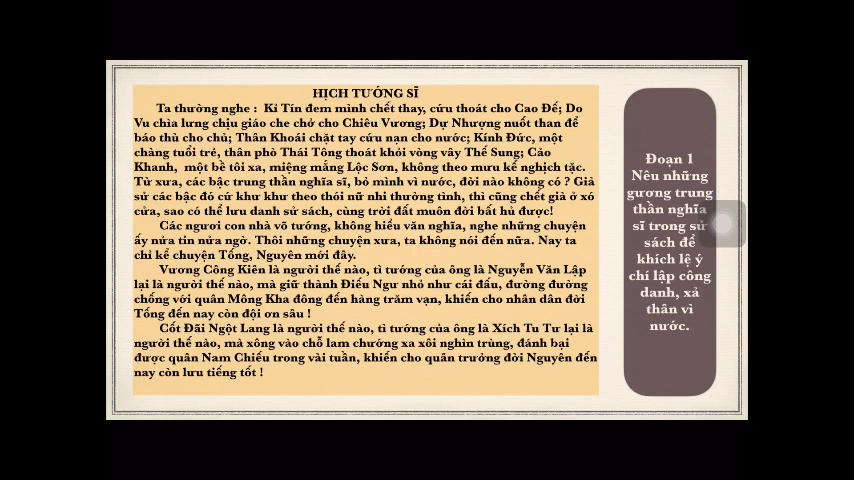 HỊCH TƯỚNG SĨ
Ta thường nghe : Kỉ Tín đem mình chết thay, cứu thoát cho Cao Đế; Do
Vu chìa lưng chịu giáo che chở cho Chiêu Vương; Dự Nhượng nuốt than để
báo thù cho chủ; Thân Khoái chặt tay cứu nạn cho nước; Kính Đức, một
chàng tuổi trẻ, thân phò Thái Tông thoát khỏi vòng vây Thế Sung; Cảo
Khanh, một bề tôi xa, miệng mắng Lộc Sơn, không theo mưu kế nghịch tặc.
Từ xưa, các bậc trung thần nghĩa sĩ, bỏ mình vì nước, đời nào không có ? Giả
sử các bậc đó cứ khư khư theo thói nữ nhi thường tình, thì cũng chết già ở xó
cửa, sao có thể lưu danh sử sách, cùng trời đất muôn đời bất hủ được!
Các ngươi con nhà võ tướng, không hiểu văn nghĩa, nghe những chuyện
ấy nửa tin nửa ngờ. Thôi những chuyện xưa, ta không nói đến nữa. Nay ta
chỉ kể chuyện Tống, Nguyên mới đây.
Vương Công Kiên là người thế nào, tì tướng của ông là Nguyễn Văn Lập
lại là người thế nào, mà giữ thành Điếu Ngư nhỏ như cái đấu, đường đường
chống với quân Mông Kha đông đến hàng trăm vạn, khiến cho nhân dân đời
Tống đến nay còn đội ơn sâu !
Cốt Đãi Ngột Lang là người thế nào, tì tướng của ông là Xích Tu Tư lại là
người thế nào, mà xông vào chỗ lam chướng xa xôi nghìn trùng, đánh bại
được quân Nam Chiếu trong vài tuần, khiến cho quân trưởng đời Nguyên đến
nay còn lưu tiếng tốt !
Đoạn 1
Nêu những
gương trung
thần nghĩa
sĩ trong sử
sách để
khích lệ ý
chí lập công
danh, xả
thân vì
nước.